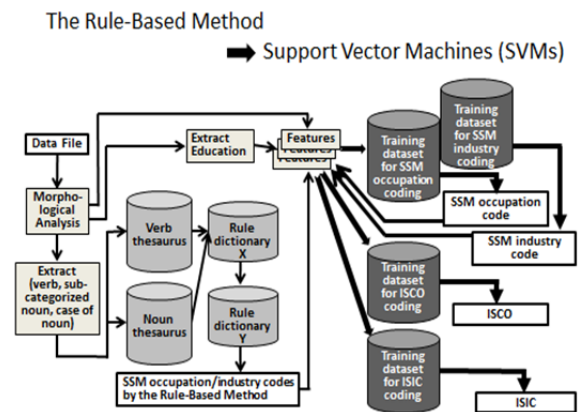 The Rule-Based Method
Support Vector Machines (SVMs)
Data File
Morpho-
logical
Analysis
Extract
(verb, sub-
categorized
noun, case of
noun)
Extract
Education
Features
Features
Features
Verb
thesaurus
Noun
thesaurus
Rule
dictionary
X
Rule
dictionary
Y
SSM occupation/industry codes
by the Rule-Based Method
Training
dataset
for SSM
occupation
coding
Training
dataset
for SSM
industry
coding
SSM occupation
code
SSM industry
code
Training
dataset
for ISCO
coding
ISCO
Training
dataset
for ISIC
coding
ISIC